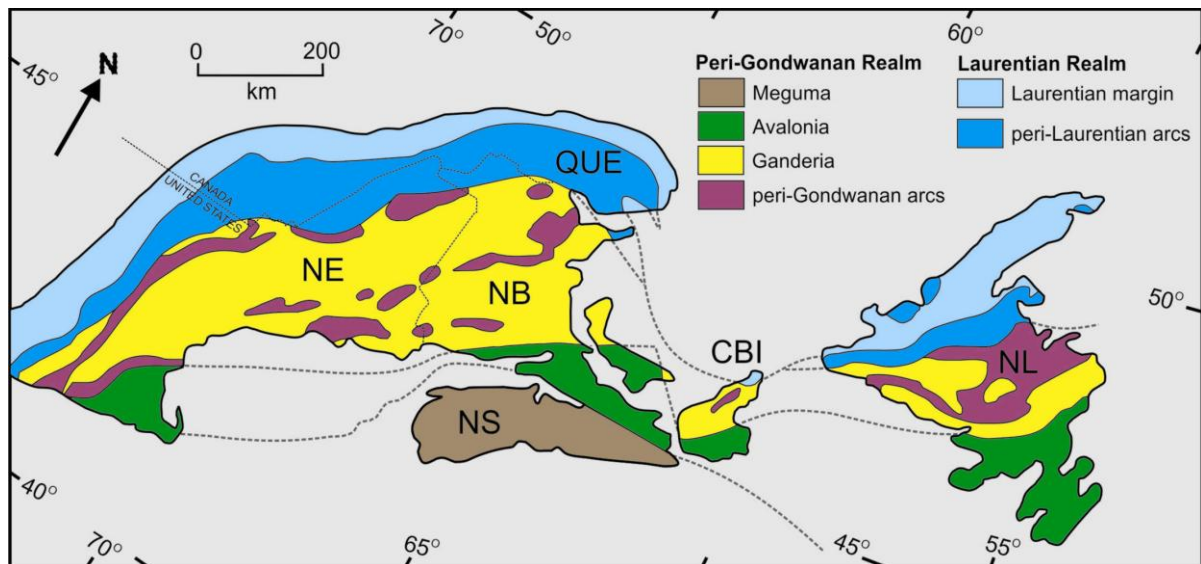 70° 50° 60°
45° N 0 200
km
Peri-Gondwanan Realm
Meguma
Avalonia
Ganderia
peri-Gondwanan arcs
Laurentian Realm
Laurentian margin
peri-Laurentian arcs
CANADA
UNITED STATES
QUE
NE
NB
CBI
NL
50°
NS
40°
70° 65° 45° 55°